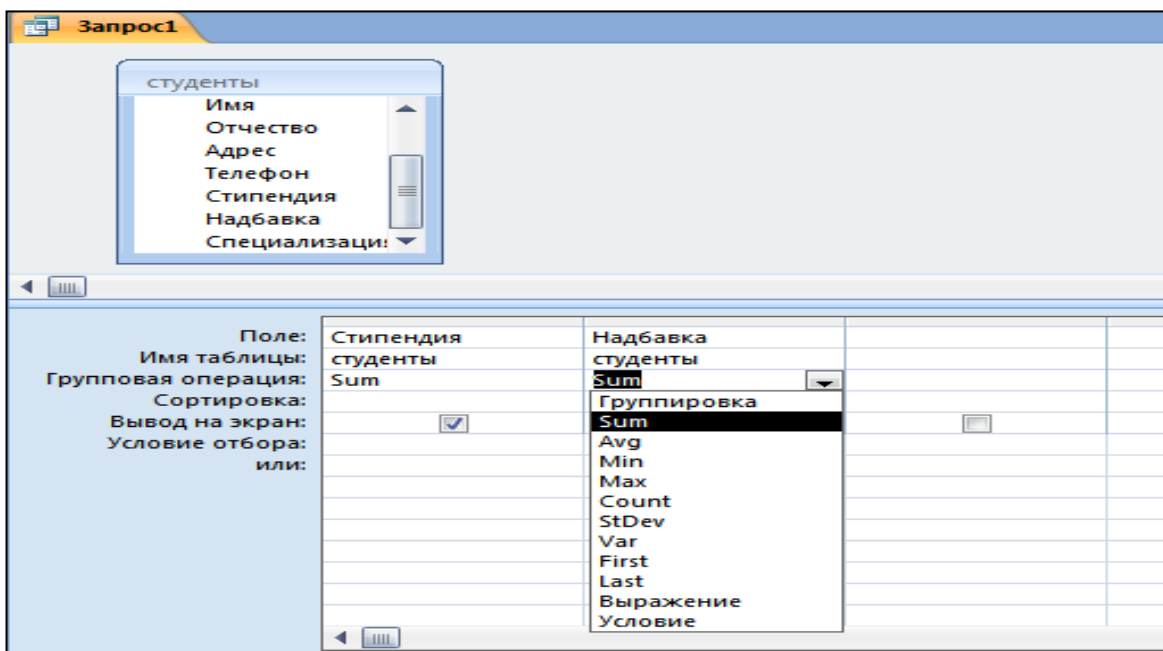 Запрос1
студенты
Имя
Отчество
Адрес
Телефон
Стипендия
Надбавка
Специализаци
Поле: Стипендия Надбавка
Имя таблицы: студенты студенты
Групповая операция: Sum Sum
Сортировка: Группировка
Вывод на экран: Sum
Условие отбора: Avg
или: Min
Max
Count
StDev
Var
First
Last
Выражение
Условие